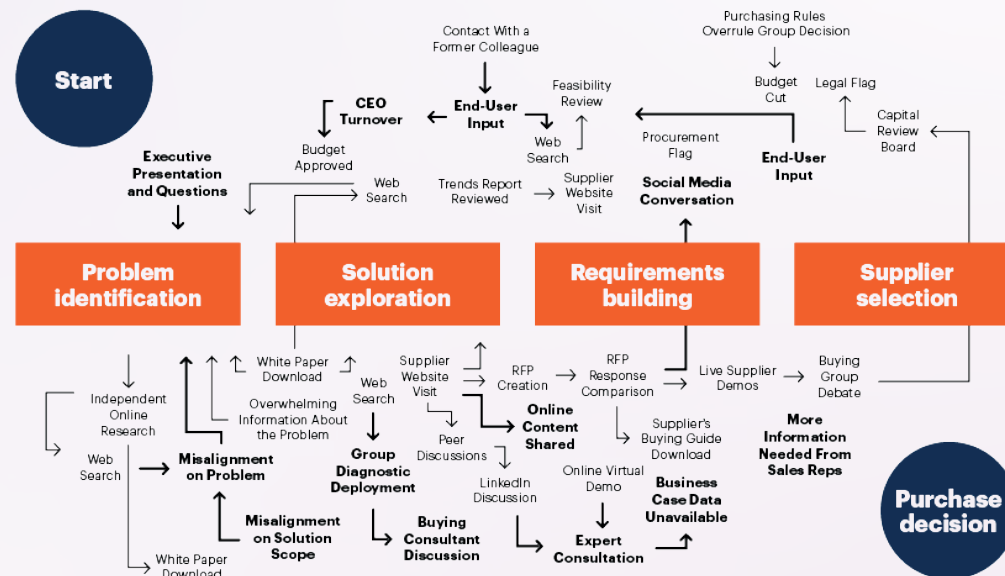 Start
Contact With a
Former Colleague
Purchasing Rules
Overrule Group Decision
CEO
Turnover
End-User
Input
Feasibility
Review
Budget
Cut
Legal Flag
Budget
Approved
Web
Search
Procurement
Flag
End-User
Input
Capital
Review
Board
Executive
Presentation
and Questions
Web
Search
Trends Report
Reviewed
Supplier
Website
Visit
Social Media
Conversation
Problem
identification
Solution
exploration
Requirements
building
Supplier
selection
Independent
Online
Research
White Paper
Download
Web
Search
Supplier
Website
Visit
RFP
Creation
RFP
Response
Comparison
Live Supplier
Demos
Buying
Group
Debate
Overwhelming
Information About
the Problem
Online
Content
Shared
Supplier's
Buying Guide
Download
More
Information
Needed From
Sales Reps
Web
Search
Misalignment
on Problem
Group
Diagnostic
Deployment
Peer
Discussions
LinkedIn
Discussion
Online Virtual
Demo
Business
Case Data
Unavailable
Purchase
decision
Misalignment
on Solution
Scope
Buying
Consultant
Discussion
Expert
Consultation
White Paper
Download